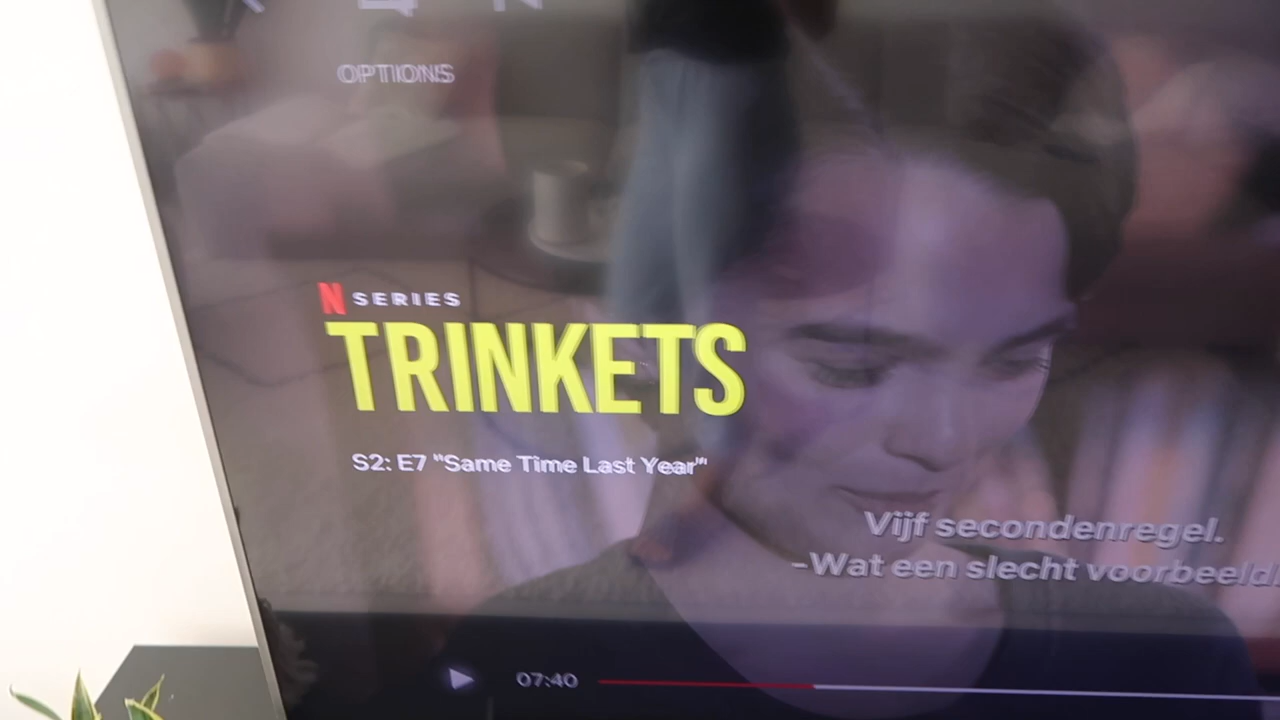 OPTIONS
N SERIES
TRINKETS
S2: E7 "Same Time Last Year"
Vijf secondenregel.
-Wat een slecht voorbeeld.
07:40